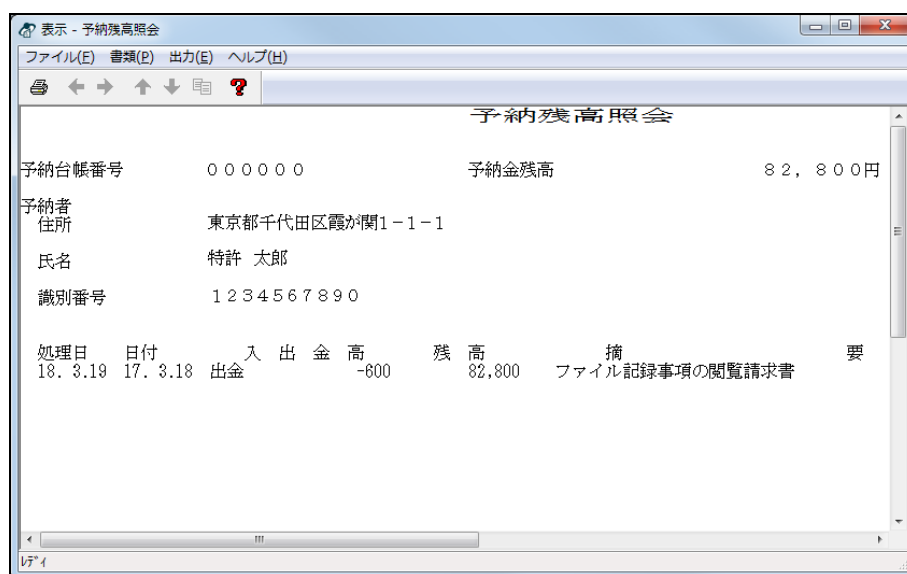 表示 - 予納残高照会
ファイル(F) 書類(P) 出力(E) ヘルプ(H)
予納残高照会
予納台帳番号 000000 予納金残高 82,800円
予納者
住所 東京都千代田区霞が関1-1-1
氏名 特許 太郎
識別番号 1234567890
処理日 日付 入 出 金 高 残 高 摘 要
18. 3.19 17. 3.18 出金 -600 82,800 ファイル記録事項の閲覧請求書
ﾚﾃﾞｲ